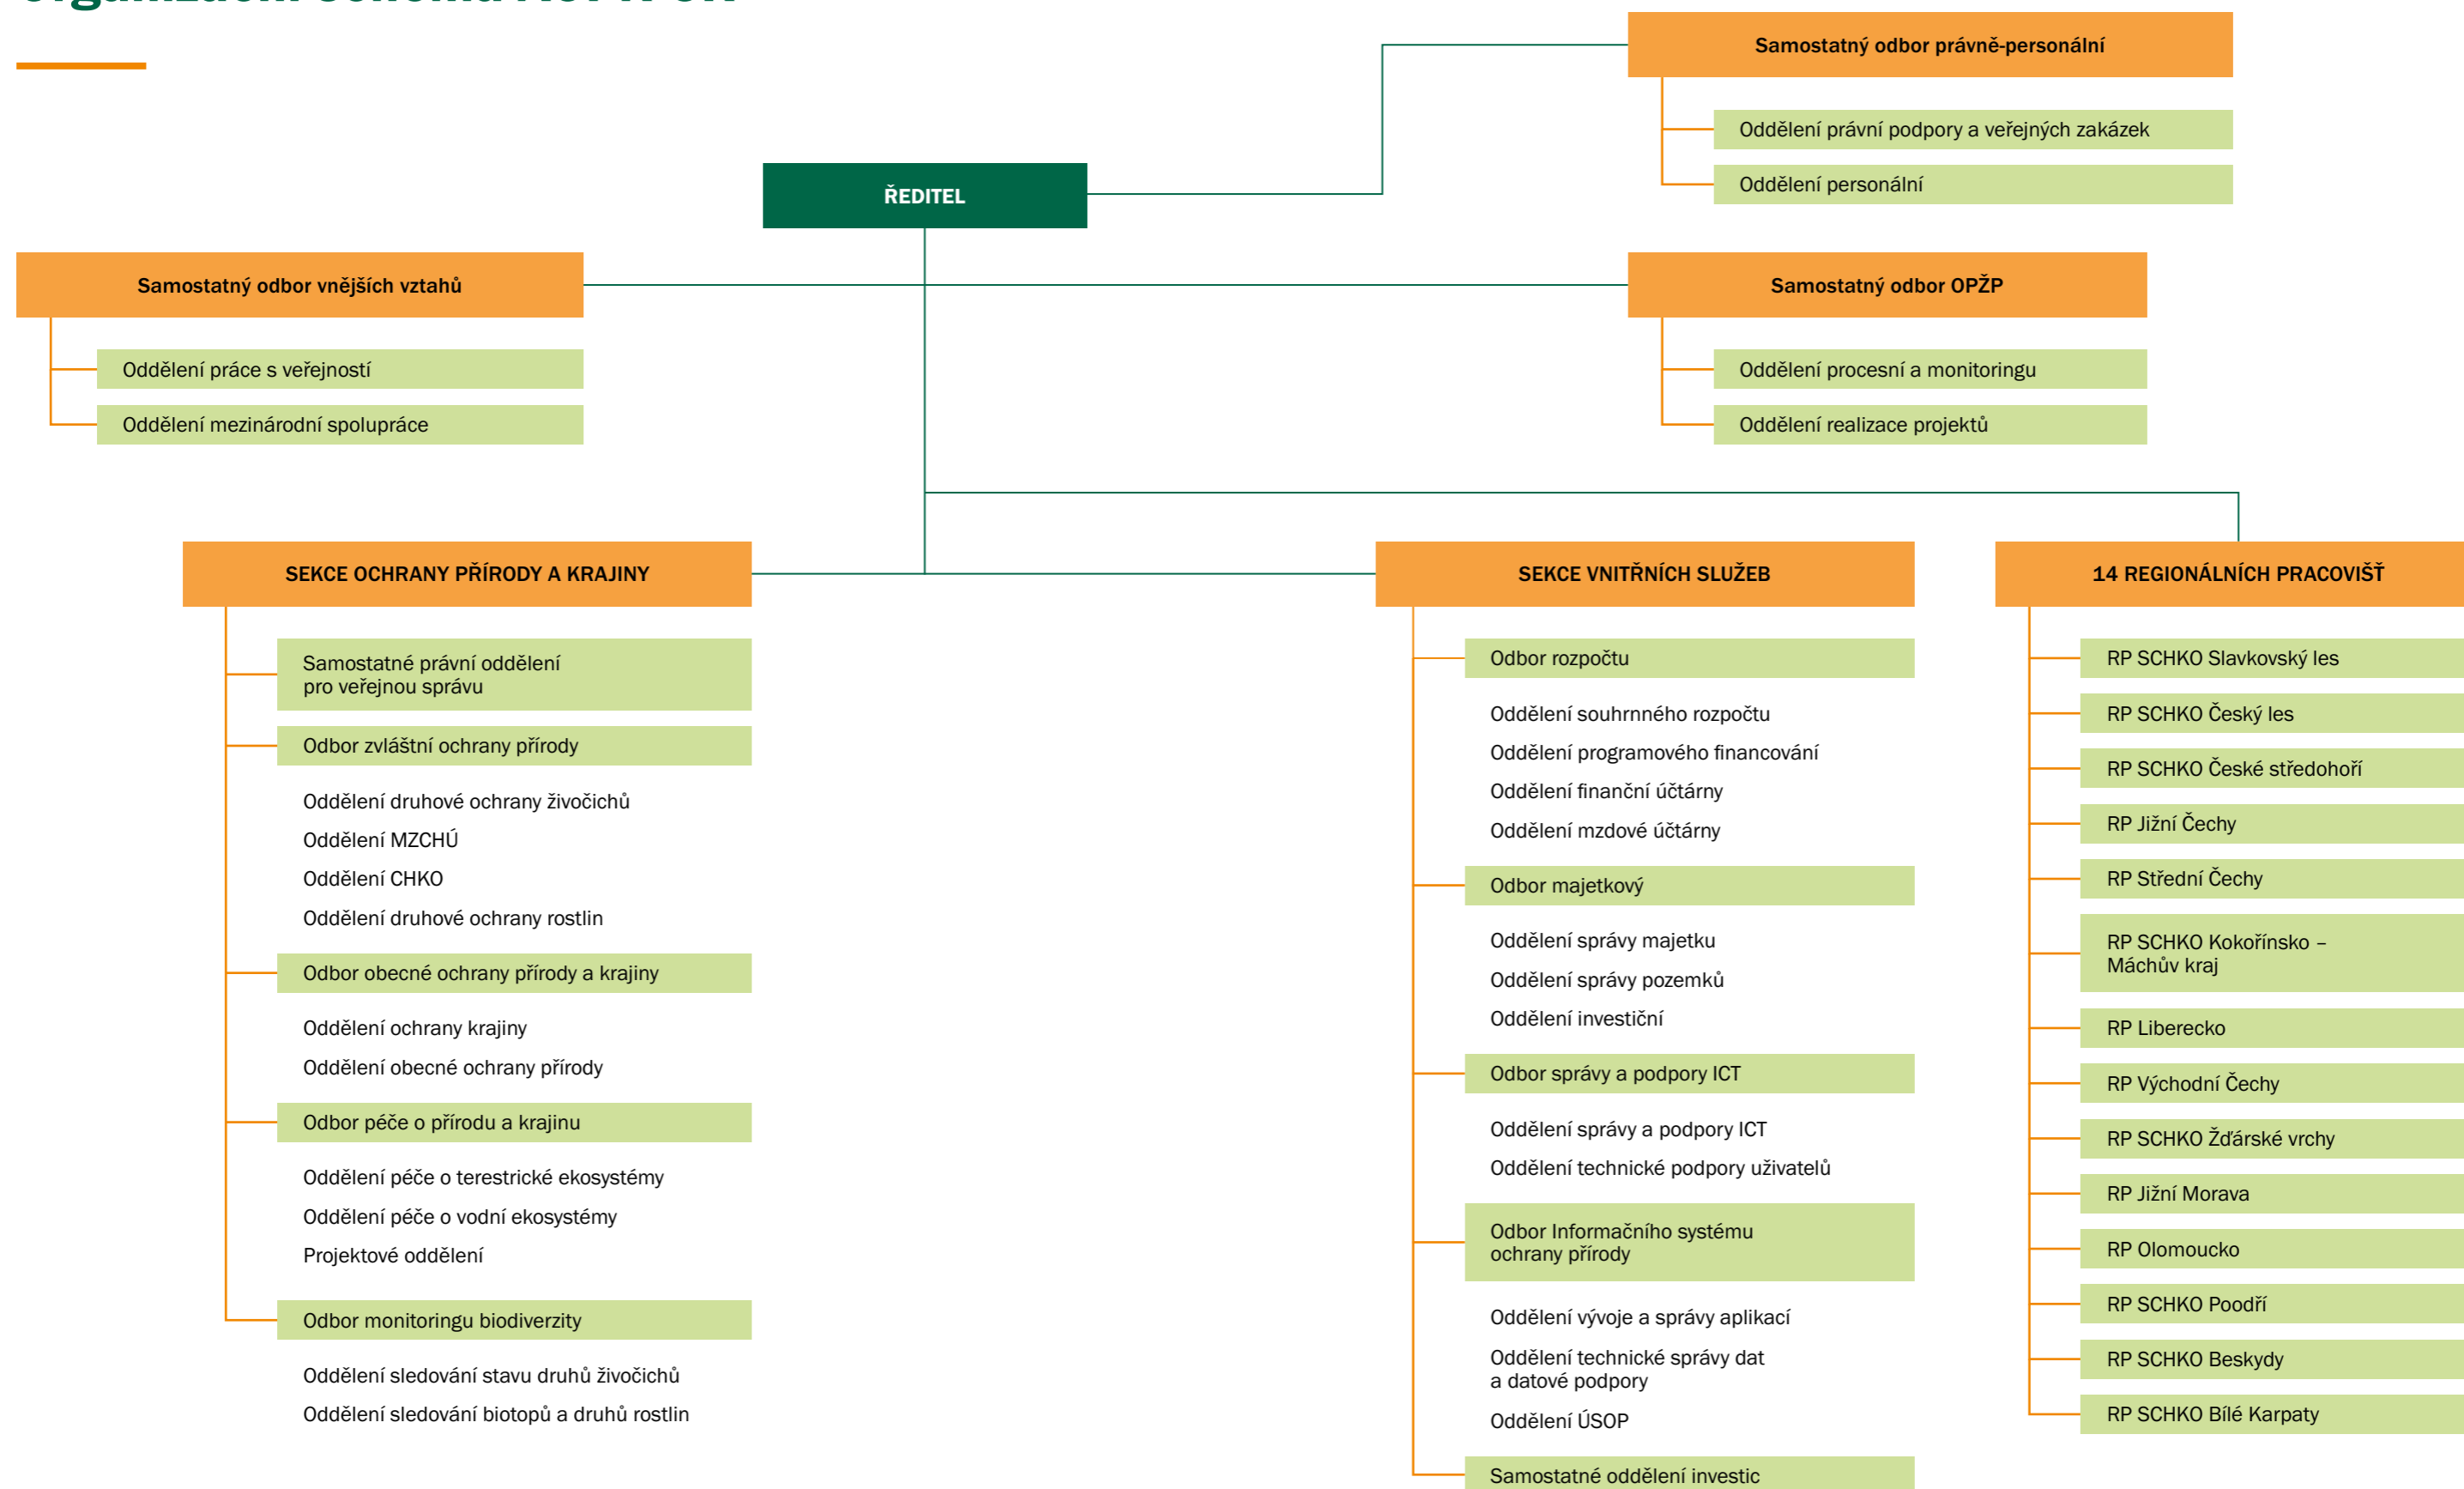 Samostatný odbor právně-personální
Oddělení právní podpory a veřejných zakázek
Oddělení personální
ŘEDITEL
Samostatný odbor vnějších vztahů
Oddělení práce s veřejností
Oddělení mezinárodní spolupráce
Samostatný odbor OPŽP
Oddělení procesní a monitoringu
Oddělení realizace projektů
SEKCE OCHRANY PŘÍRODY A KRAJINY
Samostatné právní oddělení
pro veřejnou správu
Odbor zvláštní ochrany přírody
Oddělení druhové ochrany živočichů
Oddělení MZCHÚ
Oddělení CHKO
Oddělení druhové ochrany rostlin
Odbor obecné ochrany přírody a krajiny
Oddělení ochrany krajiny
Oddělení obecné ochrany přírody
Odbor péče o přírodu a krajinu
Oddělení péče o terestrické ekosystémy
Oddělení péče o vodní ekosystémy
Projektové oddělení
Odbor monitoringu biodiverzity
Oddělení sledování stavu druhů živočichů
Oddělení sledování biotopů a druhů rostlin
SEKCE VNITŘNÍCH SLUŽEB
Odbor rozpočtu
Oddělení souhrnného rozpočtu
Oddělení programového financování
Oddělení finanční účtárny
Oddělení mzdové účtárny
Odbor majetkový
Oddělení správy majetku
Oddělení správy pozemků
Oddělení investiční
Odbor správy a podpory ICT
Oddělení správy a podpory ICT
Oddělení technické podpory uživatelů
Odbor Informačního systému
ochrany přírody
Oddělení vývoje a správy aplikací
Oddělení technické správy dat
a datové podpory
Oddělení ÚSOP
Samostatné oddělení investic
14 REGIONÁLNÍCH PRACOVIŠŤ
RP SCHKO Slavkovský les
RP SCHKO Český les
RP SCHKO České středohoří
RP Jižní Čechy
RP Střední Čechy
RP SCHKO Kokořínsko –
Máchův kraj
RP Liberecko
RP Východní Čechy
RP SCHKO Žďárské vrchy
RP Jižní Morava
RP Olomoucko
RP SCHKO Poodří
RP SCHKO Beskydy
RP SCHKO Bílé Karpaty